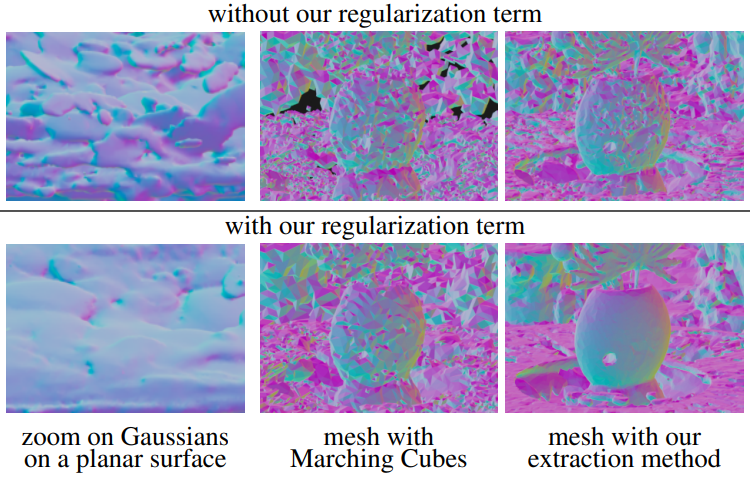 without our regularization term
with our regularization term
zoom on Gaussians
on a planar surface
mesh with
Marching Cubes
mesh with our
extraction method